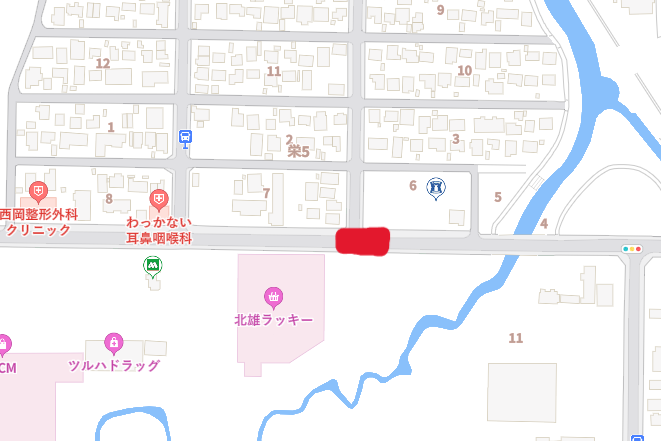 9
12
11
10
1
2
栄5
3
7
6
8
5
4
西岡整形外科
クリニック
わっかない
耳鼻咽喉科
北雄ラッキー
11
ツルハドラッグ
CM